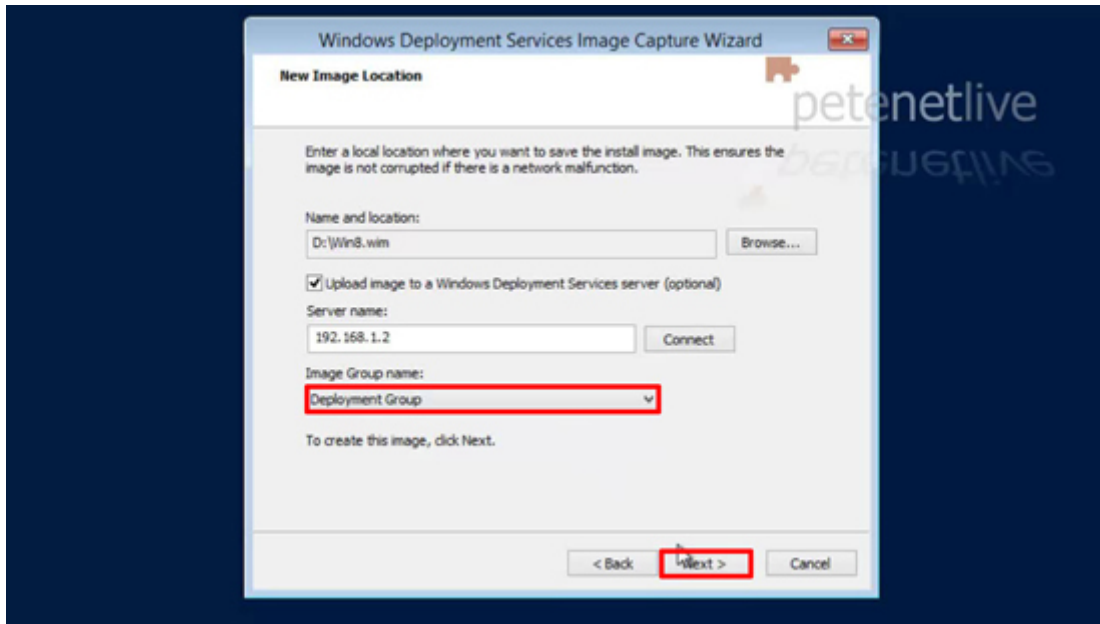 Windows Deployment Services Image Capture Wizard
New Image Location
petenetlive
Enter a local location where you want to save the install image. This ensures the
image is not corrupted if there is a network malfunction.
Name and location:
D:\Win8.wim
Browse...
Upload image to a Windows Deployment Services server (optional)
Server name:
192.168.1.2
Connect
Image Group name:
Deployment Group
To create this image, click Next.
< Back
Next >
Cancel